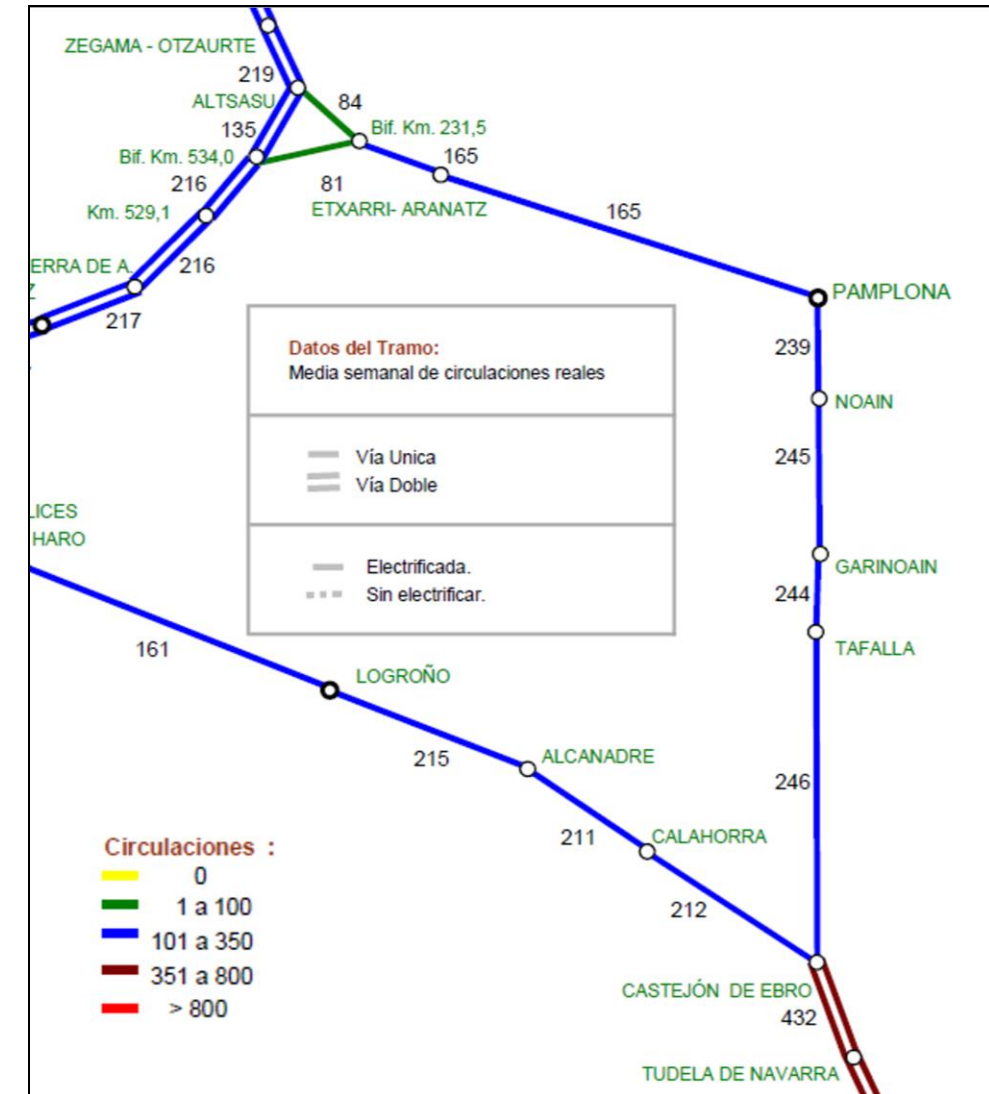 ZEGAMA - OTZAURTE
219
ALTSASU
84
135
Bif. Km. 231,5
Bif. Km. 534,0
165
216
81
Km. 529,1
ETXARRI- ARANATZ
165
ERRA DE A.
216
Z
PAMPLONA
217
239
Datos del Tramo:
Media semanal de circulaciones reales
NOAIN
Vía Unica
245
Vía Doble
LICES
HARO
Electrificada.
GARINOAIN
Sin electrificar.
244
161
TAFALLA
LOGROÑO
215
ALCANADRE
246
211
CALAHORRA
Circulaciones :
0
1 a 100
212
101 a 350
351 a 800
CASTEJÓN DE EBRO
> 800
432
TUDELA DE NAVARRA